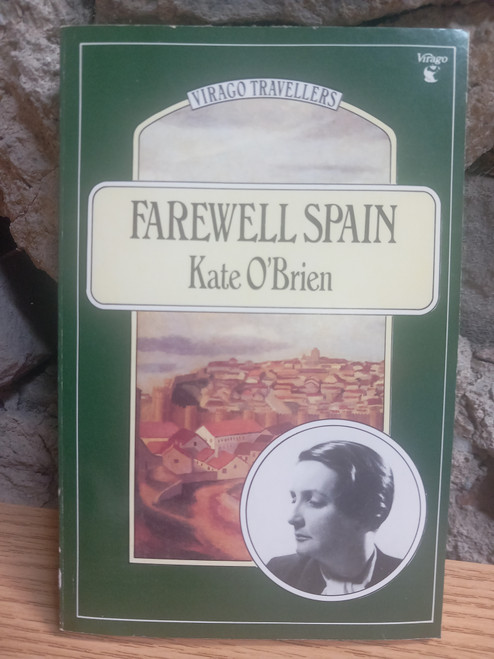 Virago
VIRAGO TRAVELLERS
FAREWELL SPAIN
Kate O'Brien